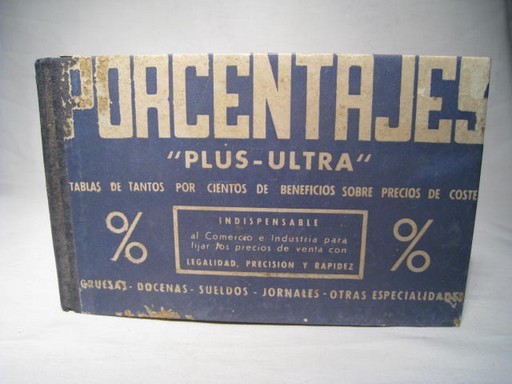 PORCENTAJES
"PLUS-ULTRA"
TABLAS DE TANTOS POR CIENTOS DE BENEFICIOS SOBRE PRECIOS DE COSTE
% INDISPENSABLE %
al Comercio e Industria para
fijar los precios de venta con
LEGALIDAD, PRECISION Y RAPIDEZ
GRUESAS - DOCENAS - SUELDOS - JORNALES - OTRAS ESPECIALIDADES